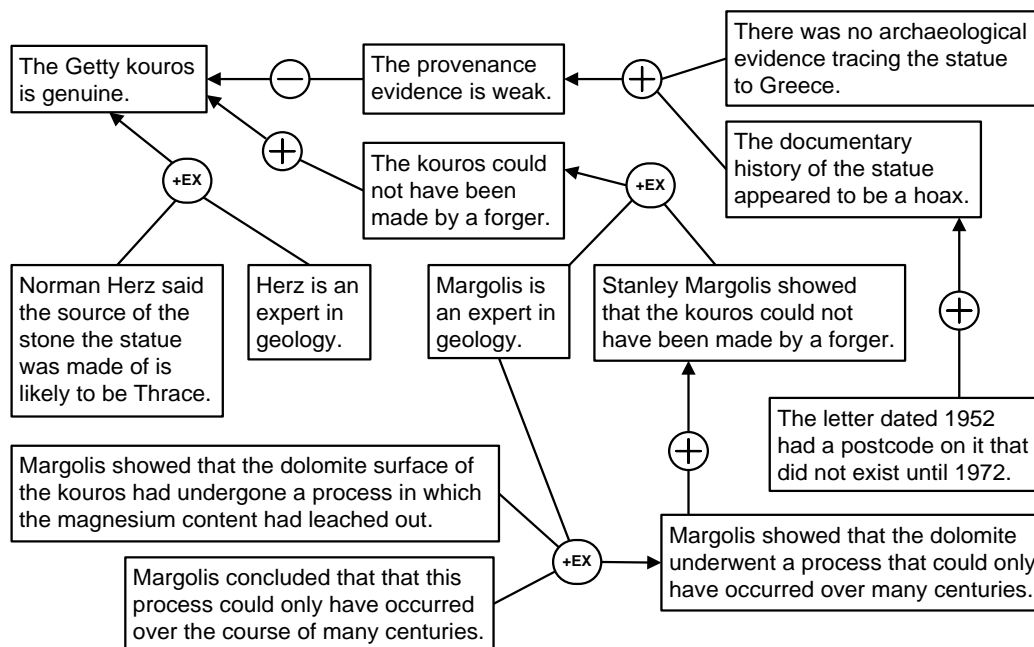 The Getty kouros
is genuine.
−
The provenance
evidence is weak.
+
There was no archaeological
evidence tracing the statue
to Greece.
The documentary
history of the statue
appeared to be a hoax.
+
The kouros could
not have been
made by a forger.
+EX
+EX
Norman Herz said
the source of the
stone the statue
was made of is
likely to be Thrace.
Herz is an
expert in
geology.
Margolis is
an expert in
geology.
Stanley Margolis showed
that the kouros could not
have been made by a forger.
+
The letter dated 1952
had a postcode on it that
did not exist until 1972.
+
Margolis showed that the dolomite surface of
the kouros had undergone a process in which
the magnesium content had leached out.
+EX
Margolis concluded that that this
process could only have occurred
over the course of many centuries.
Margolis showed that the dolomite
underwent a process that could only
have occurred over many centuries.